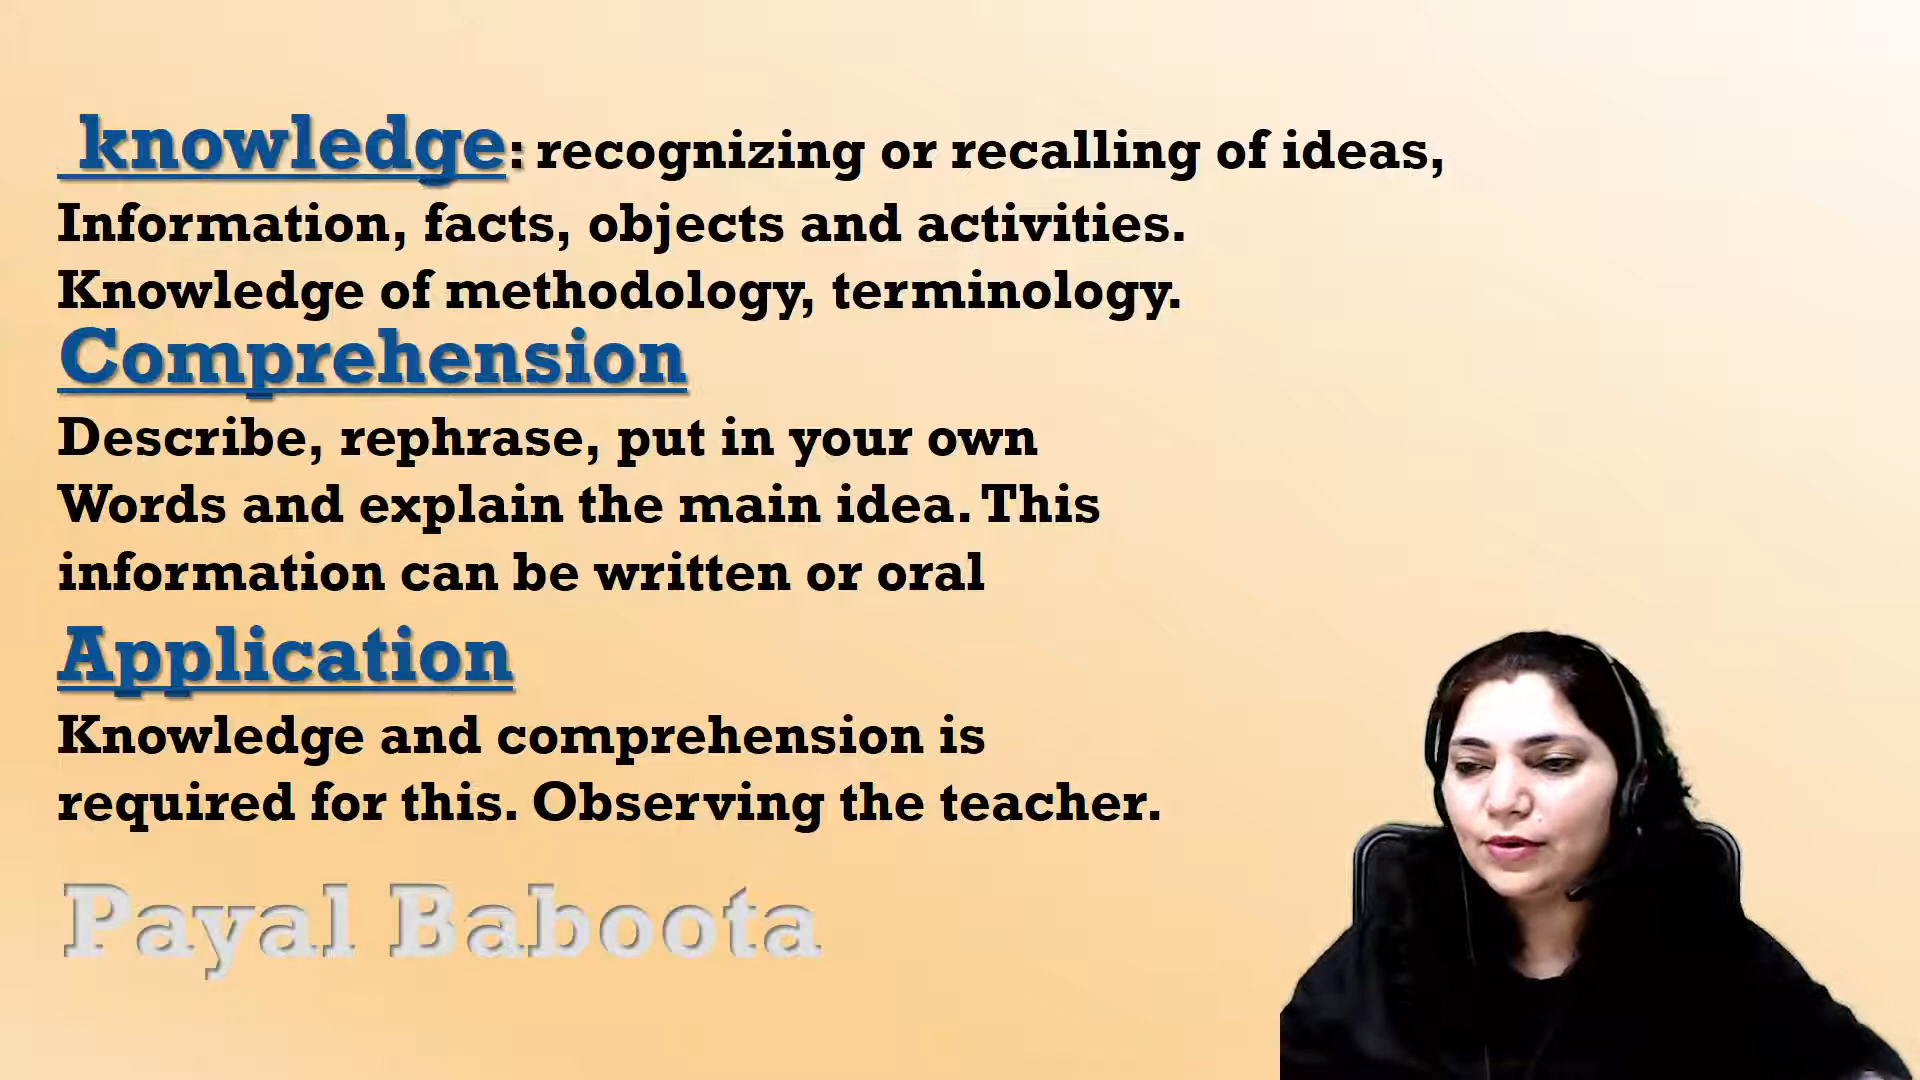 knowledge: recognizing or recalling of ideas,
Information, facts, objects and activities.
Knowledge of methodology, terminology.
Comprehension
Describe, rephrase, put in your own
Words and explain the main idea. This
information can be written or oral
Application
Knowledge and comprehension is
required for this. Observing the teacher.
Payal Baboota